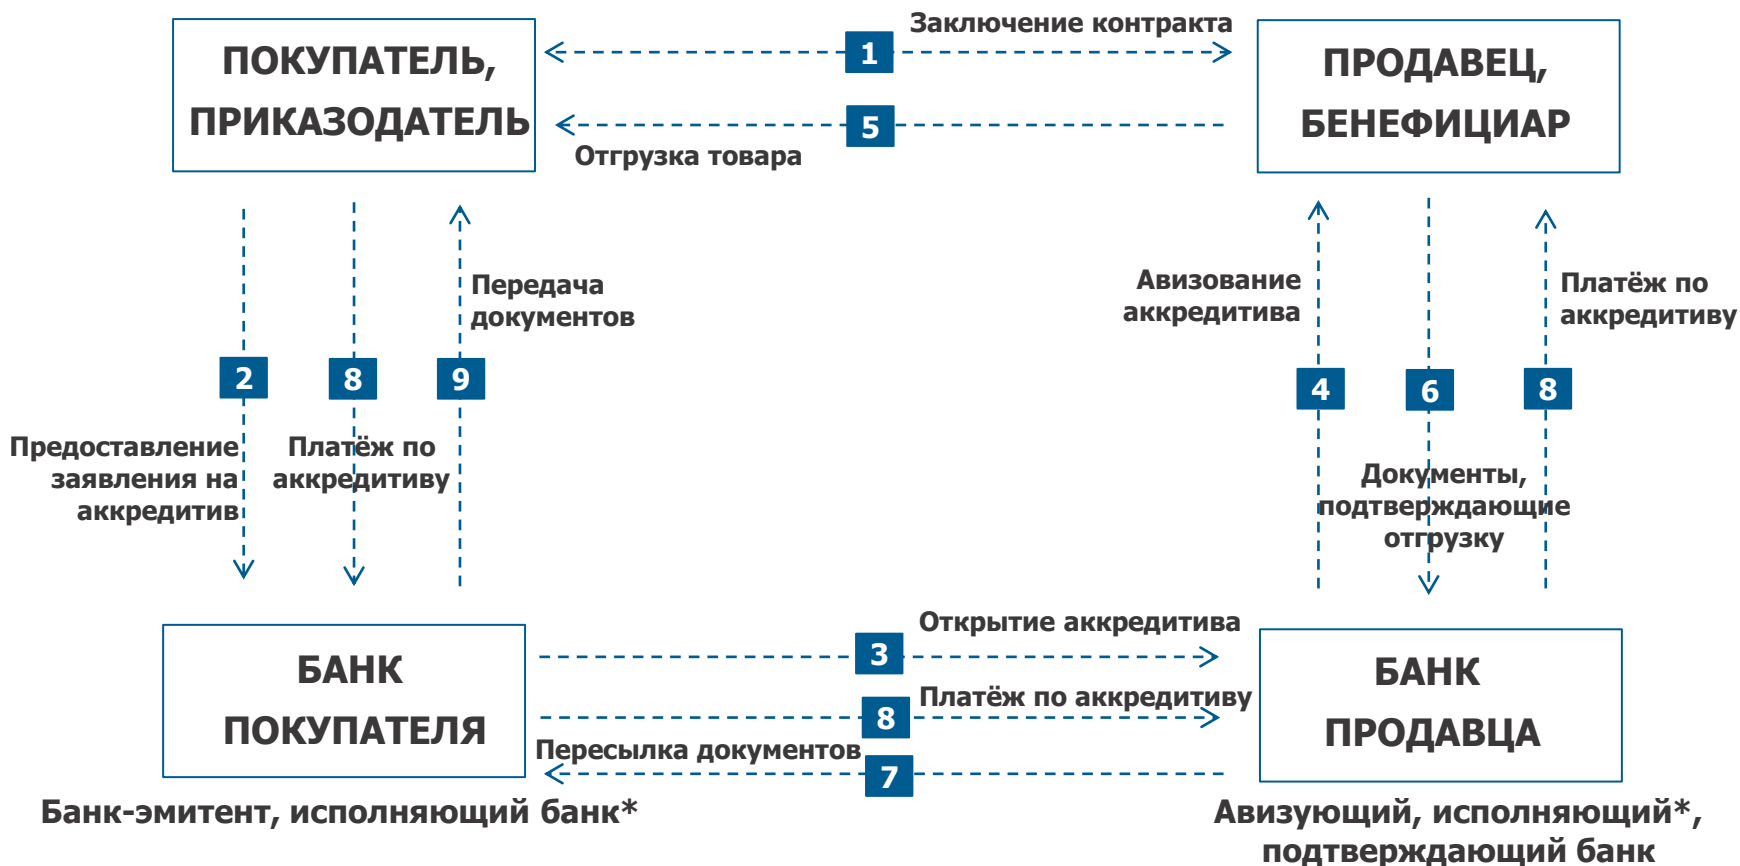 Заключение контракта
ПОКУПАТЕЛЬ,
ПРИКАЗОДАТЕЛЬ
1
ПРОДАВЕЦ,
БЕНЕФИЦИАР
5
Отгрузка товара
Передача
документов
Авизование
аккредитива
Платёж по
аккредитиву
2
8
9
4
6
8
Предоставление
заявления на
аккредитив
Платёж по
аккредитиву
Документы,
подтверждающие
отгрузку
Открытие аккредитива
3
БАНК
ПОКУПАТЕЛЯ
Платёж по аккредитиву
8
Пересылка документов
7
БАНК
ПРОДАВЦА
Банк-эмитент, исполняющий банк*
Авизующий, исполняющий*,
подтверждающий банк